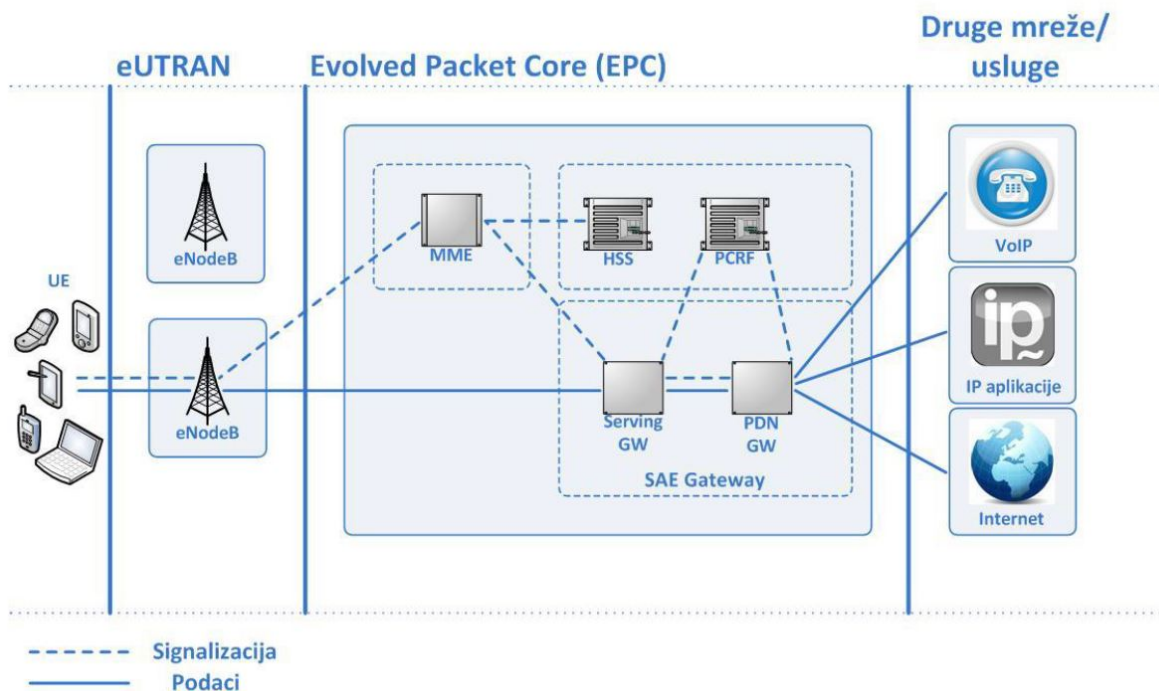 eUTRAN
Evolved Packet Core (EPC)
Druge mreže/
usluge
eNodeB
UE
eNodeB
MME
HSS
PCRF
Serving
GW
PDN
GW
SAE Gateway
VoIP
ip
IP aplikacije
Internet
Signalizacija
Podaci